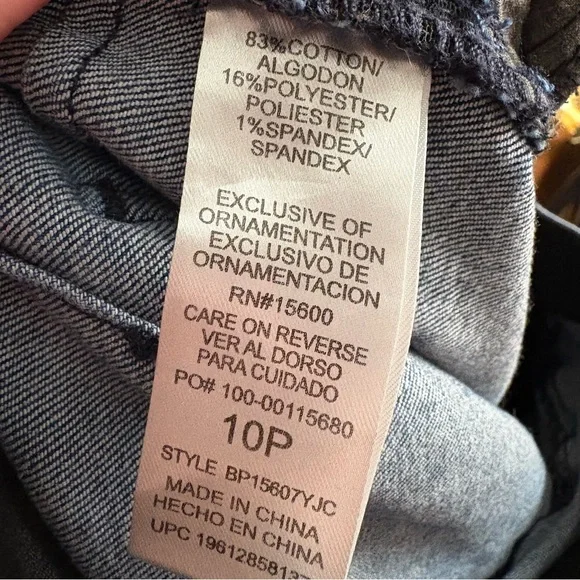 83%COTTON/
ALGODON
16%POLYESTER/
POLIESTER
1%SPANDEX/
SPANDEX
EXCLUSIVE OF
ORNAMENTATION
EXCLUSIVO DE
ORNAMENTACION
RN#15600
CARE ON REVERSE
VER AL DORSO
PARA CUIDADO
PO# 100-00115680
10P
STYLE BP15607YJC
MADE IN CHINA
HECHO EN CHINA
UPC